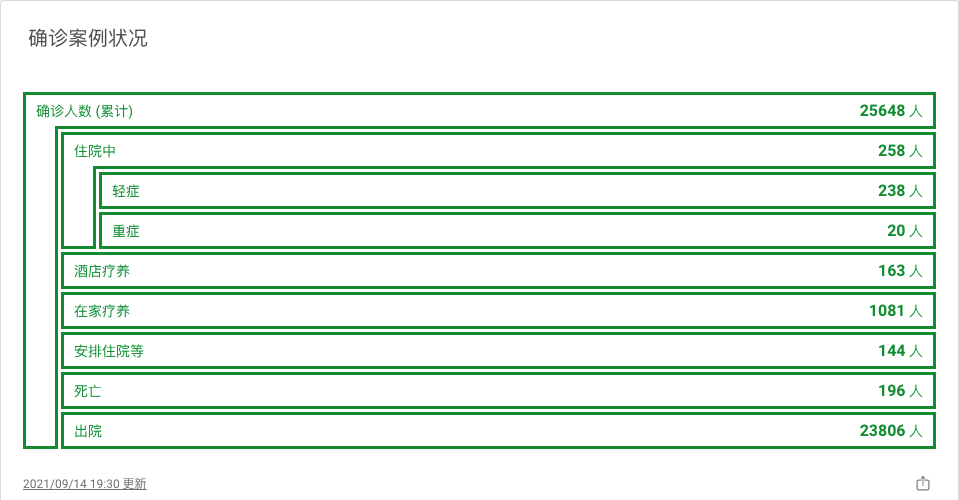 确诊案例状况
确诊人数 (累计) 25648 人
住院中 258 人
轻症 238 人
重症 20 人
酒店疗养 163 人
在家疗养 1081 人
安排住院等 144 人
死亡 196 人
出院 23806 人
2021/09/14 19:30 更新